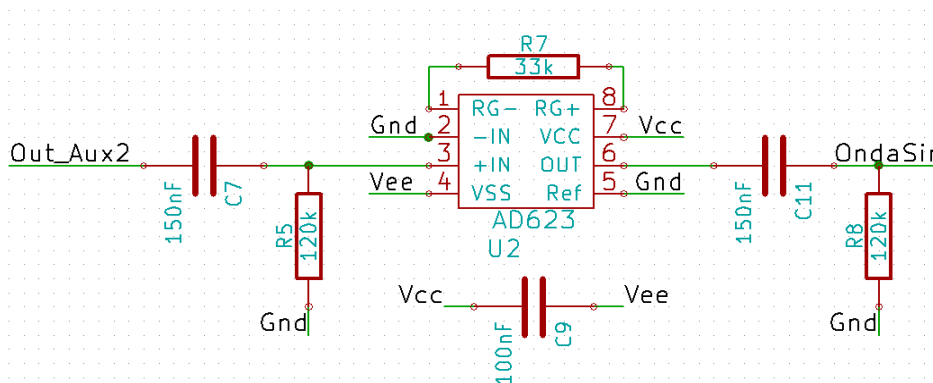 R7
33k
1 RG- RG+ 8
Gnd 2 -IN VCC 7 Vcc
Out_Aux2 3 +IN OUT 6 OndaSin
Vee 4 VSS Ref 5 Gnd
AD623
U2
150nF C7
R5 120k
Gnd
150nF C11
R8 120k
Gnd
Vcc Vee
100nF C9